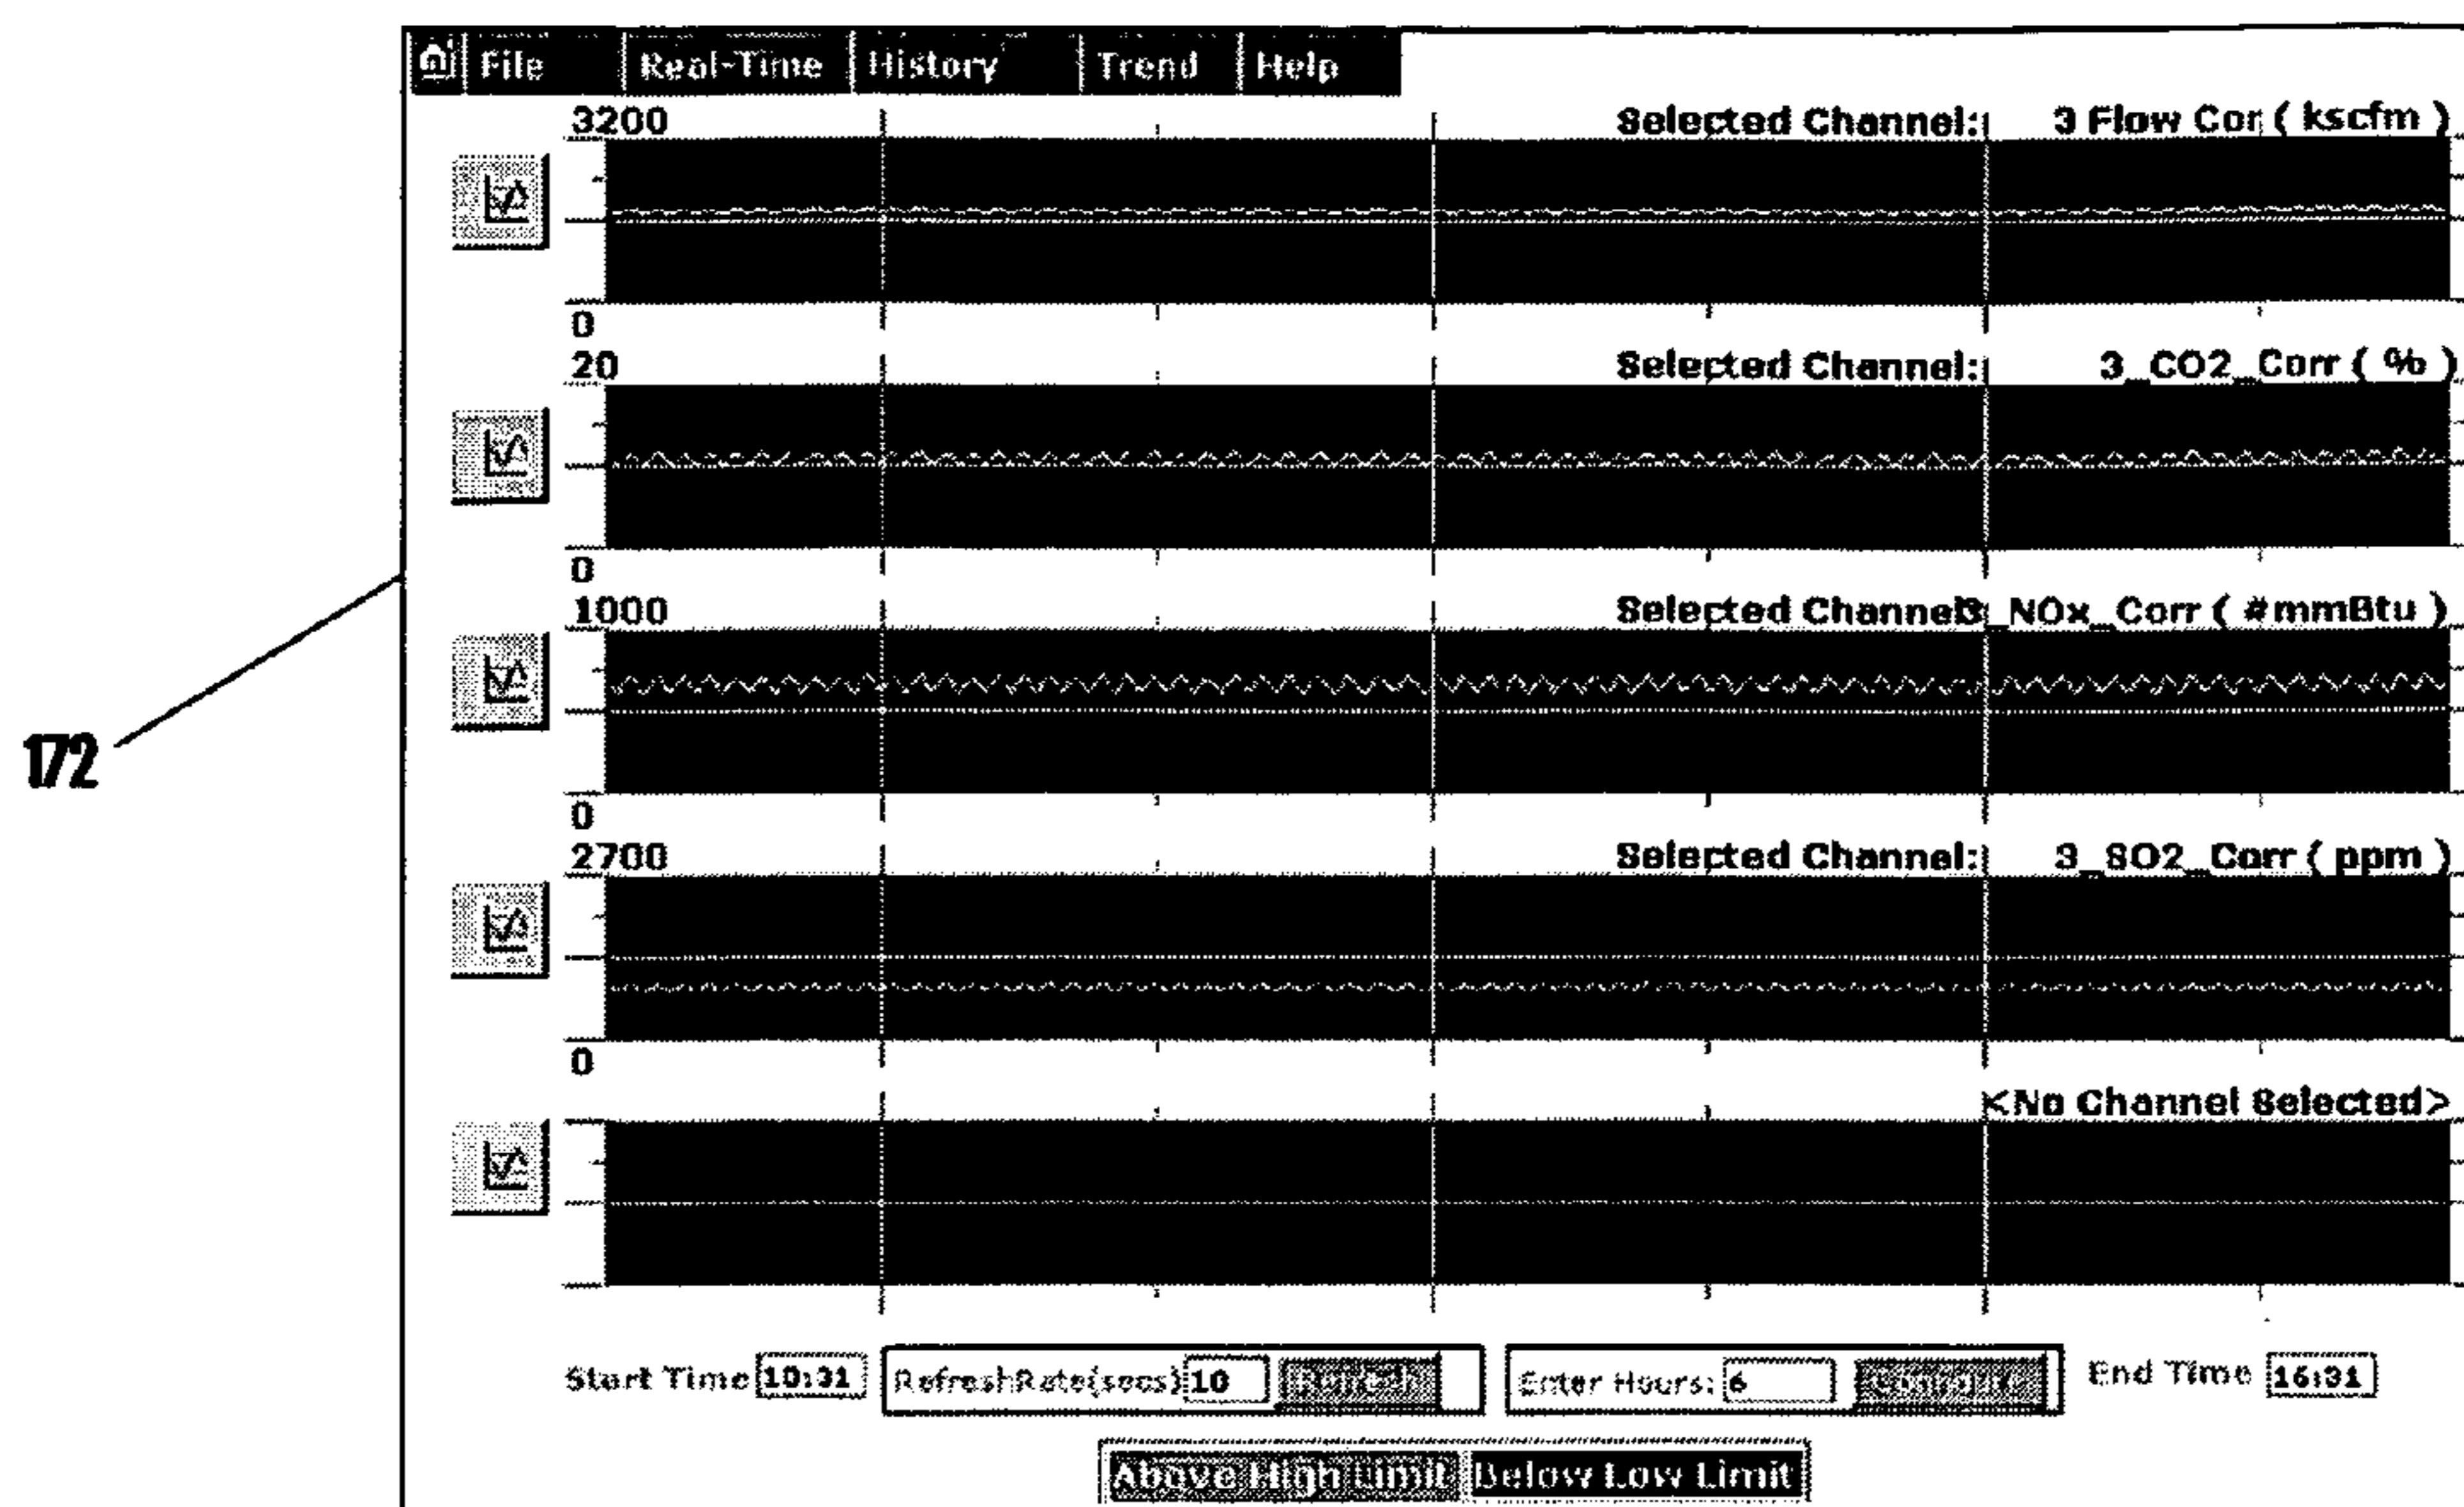 File Real-Time History Trend Help
3200 Selected Channel: 3 Flow Cor ( kscfm )
0
20 Selected Channel: 3_CO2_Corr ( % )
0
1000 Selected Channel: 3_NOx_Corr ( #mmBtu )
172
0
2700 Selected Channel: 3_SO2_Corr ( ppm )
0
<No Channel Selected>
Start Time 10:31 RefreshRate(secs) 10 Enter Hours: 6 End Time 16:31
Above High Limit Below Low Limit